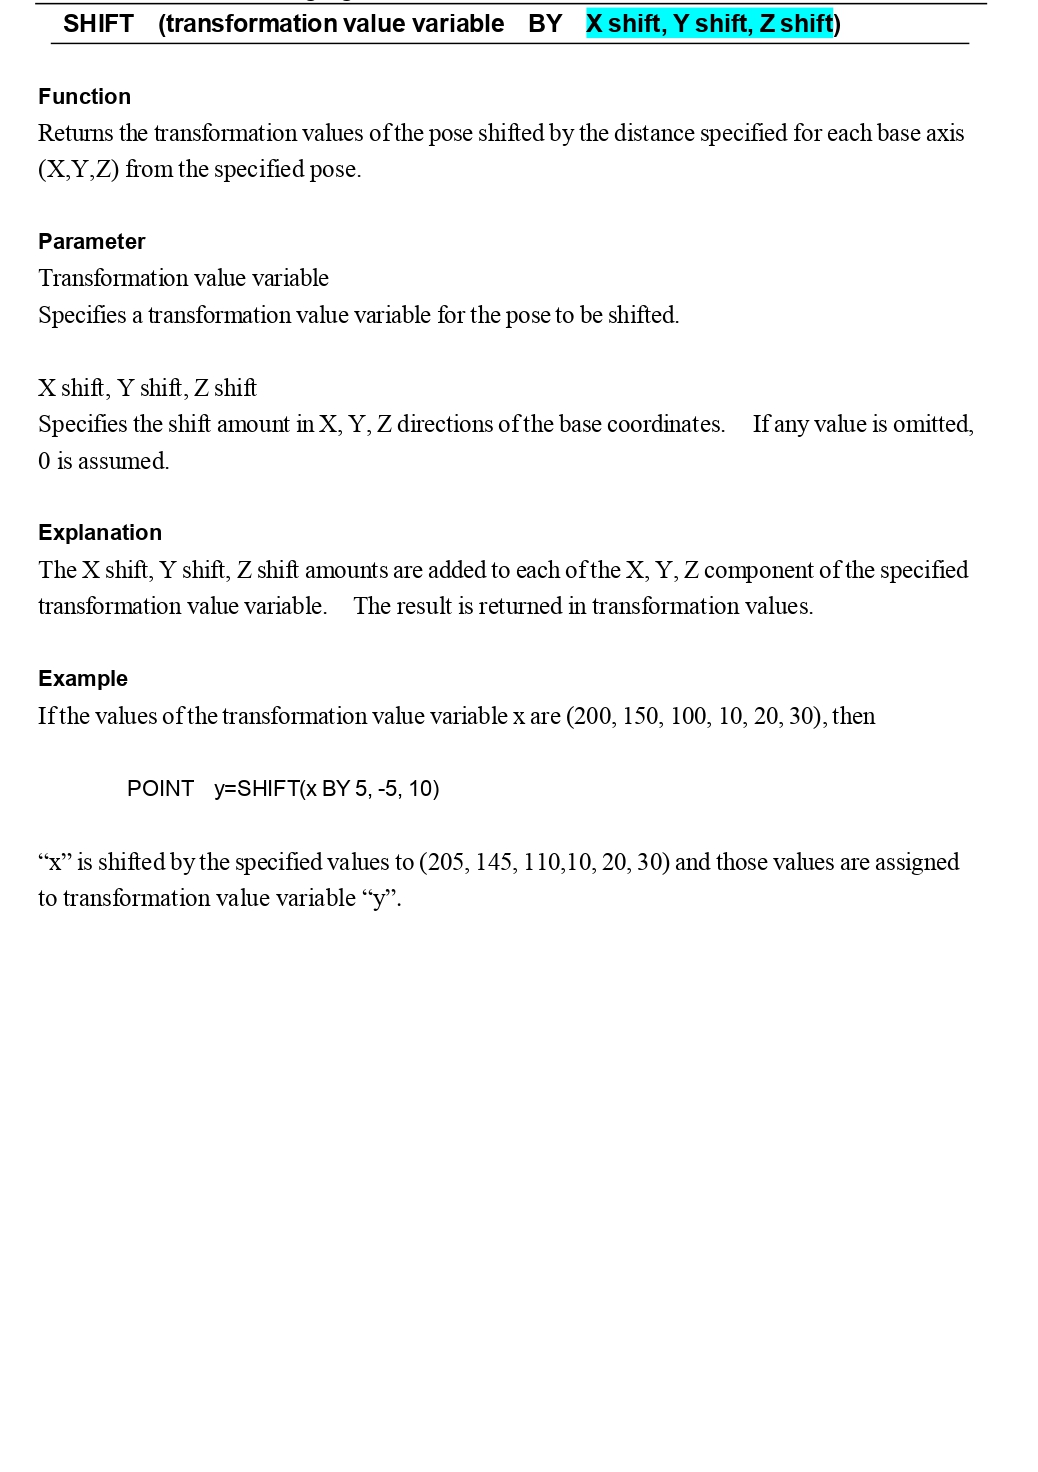 SHIFT (transformation value variable BY X shift, Y shift, Z shift)
Function
Returns the transformation values of the pose shifted by the distance specified for each base axis
(X,Y,Z) from the specified pose.
Parameter
Transformation value variable
Specifies a transformation value variable for the pose to be shifted.
X shift, Y shift, Z shift
Specifies the shift amount in X, Y, Z directions of the base coordinates. If any value is omitted,
0 is assumed.
Explanation
The X shift, Y shift, Z shift amounts are added to each of the X, Y, Z component of the specified
transformation value variable. The result is returned in transformation values.
Example
If the values of the transformation value variable x are (200, 150, 100, 10, 20, 30), then
POINT y=SHIFT(x BY 5, -5, 10)
“x” is shifted by the specified values to (205, 145, 110,10, 20, 30) and those values are assigned
to transformation value variable “y”.